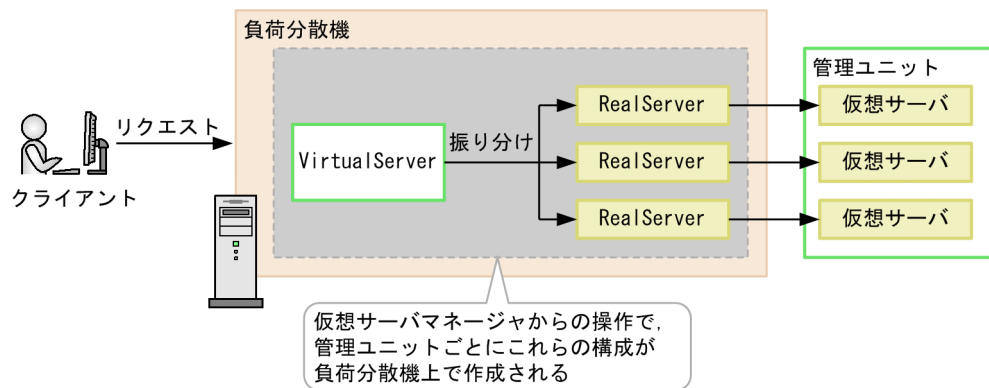 負荷分散機
管理ユニット
リクエスト
クライアント
VirtualServer
振り分け
RealServer
RealServer
RealServer
仮想サーバ
仮想サーバ
仮想サーバ
仮想サーバマネージャからの操作で,
管理ユニットごとにこれらの構成が
負荷分散機上で作成される